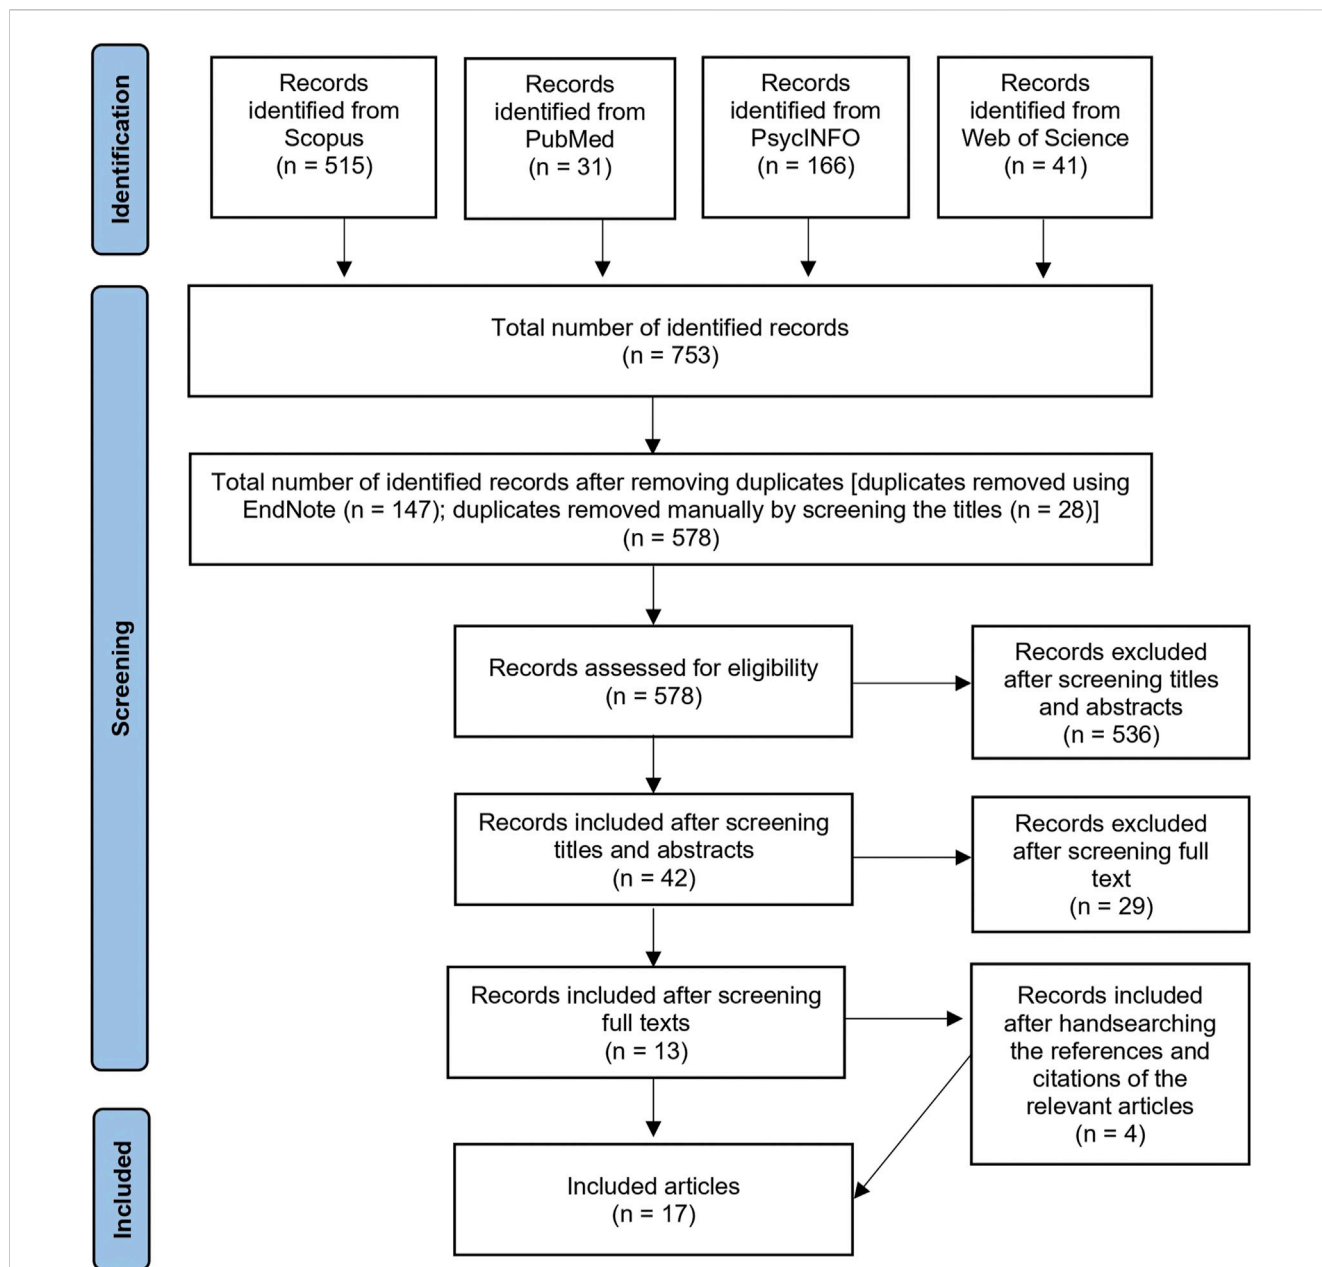 Identification
Records
identified from
Scopus
(n = 515)
Records
identified from
PubMed
(n = 31)
Records
identified from
PsycINFO
(n = 166)
Records
identified from
Web of Science
(n = 41)
Screening
Total number of identified records
(n = 753)
Total number of identified records after removing duplicates [duplicates removed using
EndNote (n = 147); duplicates removed manually by screening the titles (n = 28)]
(n = 578)
Records assessed for eligibility
(n = 578)
Records excluded
after screening titles
and abstracts
(n = 536)
Records included after screening
titles and abstracts
(n = 42)
Records excluded
after screening full
text
(n = 29)
Records included after screening
full texts
(n = 13)
Records included
after handsearching
the references and
citations of the
relevant articles
(n = 4)
Included
Included articles
(n = 17)